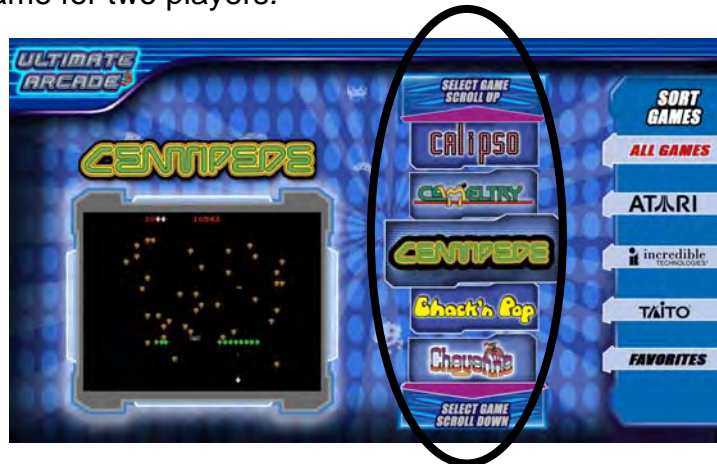 ame for two players.
ULTIMATE
ARCADE
SELECT GAME
SCROLL UP
SORT
GAMES
calipso
ALL GAMES
CENTIPEDE
CAMELTRY
ATARI
CENTIPEDE
incredible
TECHNOLOGIES
Chack'n Pop
TAITO
Cheyenne
FAVORITES
SELECT GAME
SCROLL DOWN